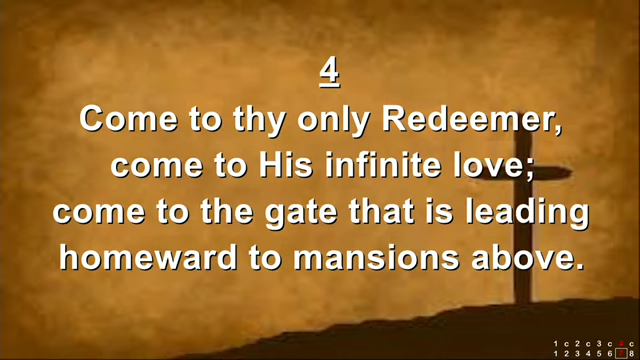 4
Come to thy only Redeemer,
come to His infinite love;
come to the gate that is leading
homeward to mansions above.
1 c 2 c 3 c 4 c
1 2 3 4 5 6 8